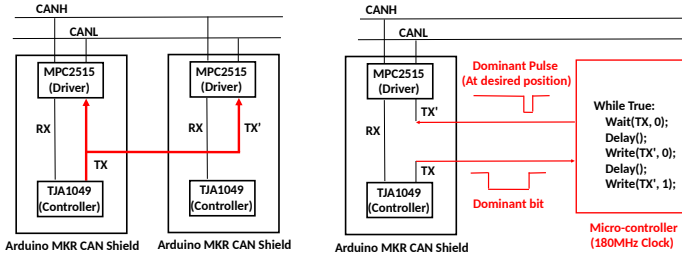 CANH
CANL
MPC2515
(Driver)
RX
TX
TJA1049
(Controller)
Arduino MKR CAN Shield
MPC2515
(Driver)
RX
TX'
TJA1049
(Controller)
Arduino MKR CAN Shield
CANH
CANL
MPC2515
(Driver)
TX'
RX
TX
TJA1049
(Controller)
Arduino MKR CAN Shield
Dominant Pulse
(At desired position)
Dominant bit
While True:
Wait(TX, 0);
Delay();
Write(TX', 0);
Delay();
Write(TX', 1);
Micro-controller
(180MHz Clock)